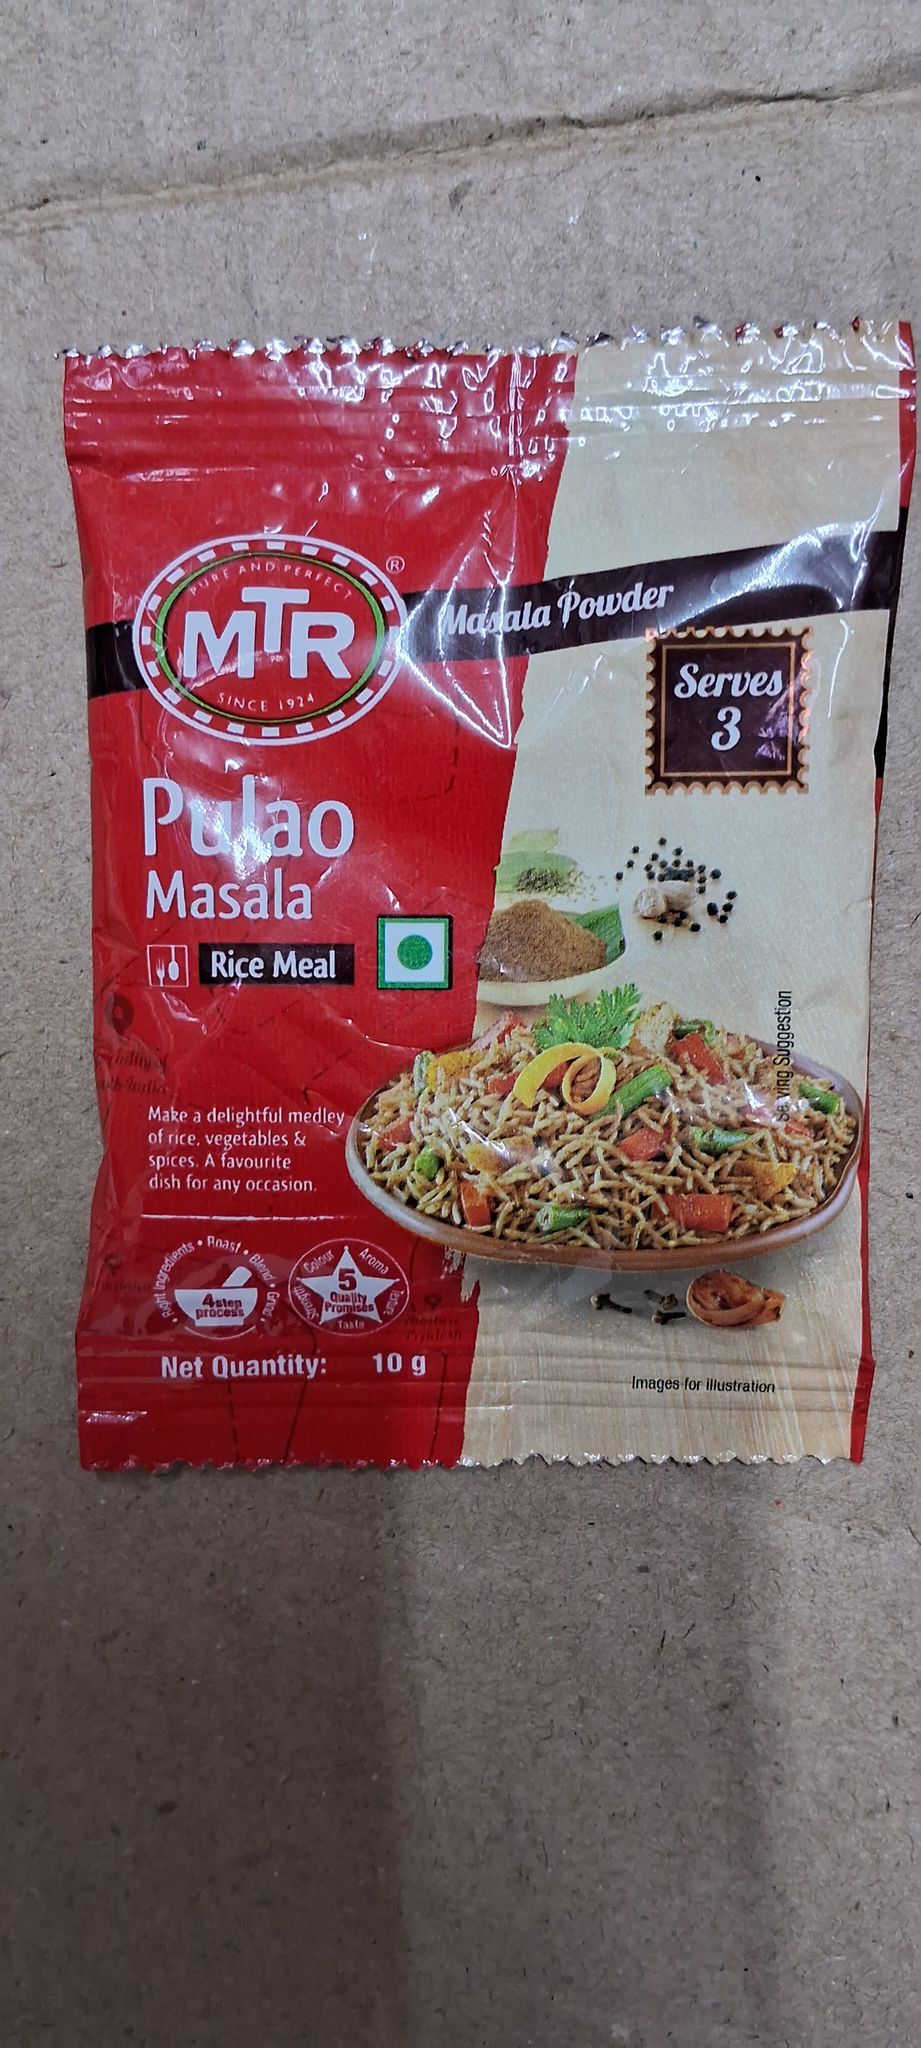 PURE AND PERFECT
MTR
®
SINCE 1924
Masala Powder
Serves
3
Pulao
Masala
Rice Meal
Make a delightful medley
of rice, vegetables &
spices. A favourite
dish for any occasion.
Serving Suggestion
Right Ingredients • Roast • Blend • Grind
4 step
process
Strength Colour Aroma Texture Taste
5
Quality
Promises
Net Quantity: 10 g
Images for illustration